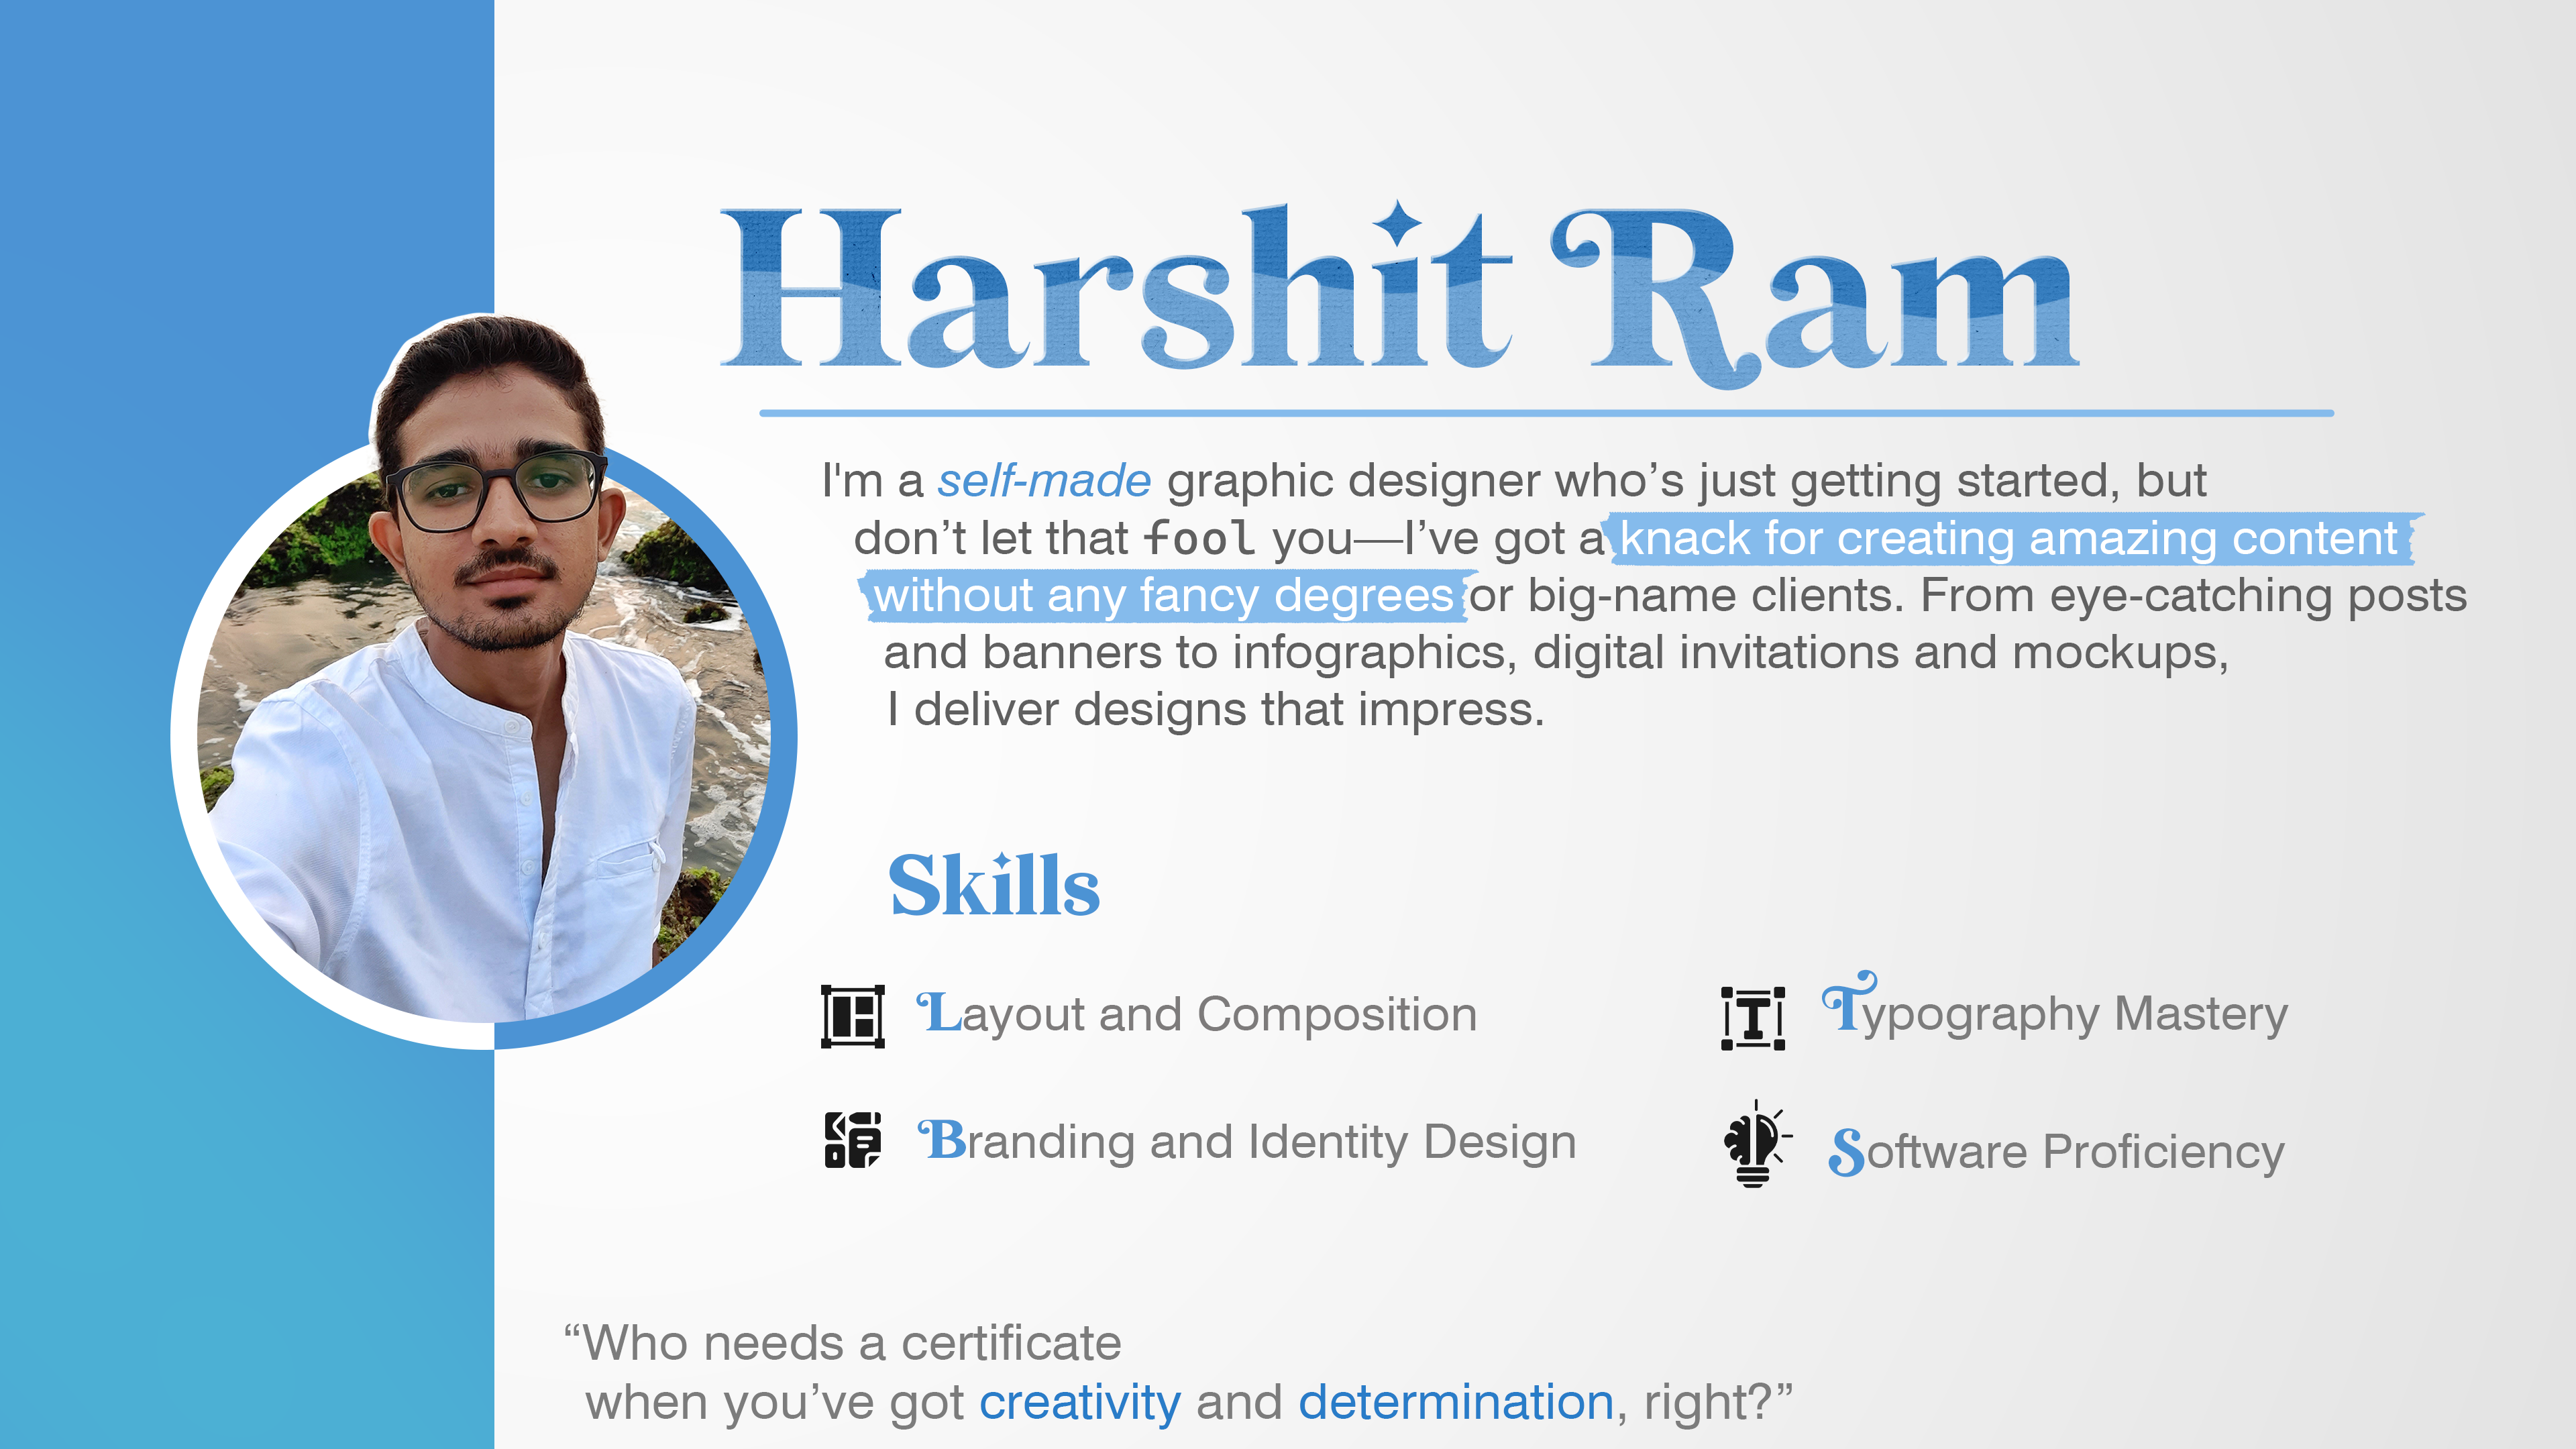 Harshit Ram
I'm a self-made graphic designer who’s just getting started, but
don’t let that fool you—I’ve got a knack for creating amazing content
without any fancy degrees or big-name clients. From eye-catching posts
and banners to infographics, digital invitations and mockups,
I deliver designs that impress.
Skills
Layout and Composition
Typography Mastery
Branding and Identity Design
Software Proficiency
“Who needs a certificate
when you’ve got creativity and determination, right?”